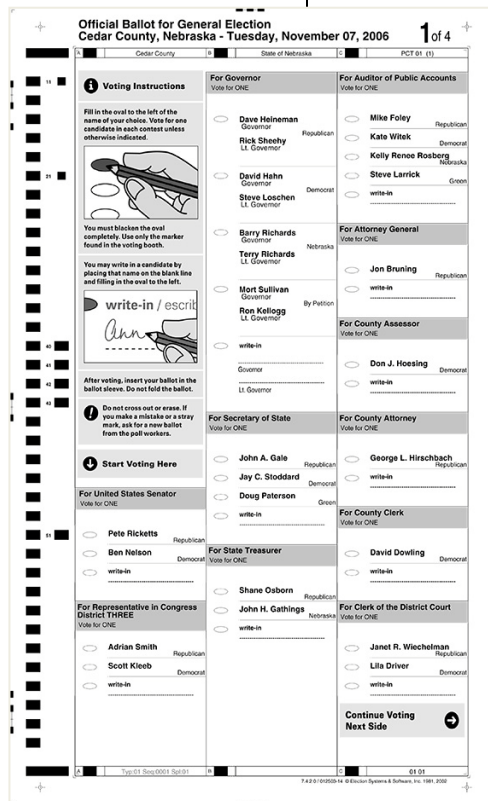 Official Ballot for General Election
Cedar County, Nebraska - Tuesday, November 07, 2006
1 of 4
A
Cedar County
B
State of Nebraska
C
PCT 01 (1)
Voting Instructions
Fill in the oval to the left of the
name of your choice. Vote for one
candidate in each contest unless
otherwise indicated.
You must blacken the oval
completely. Use only the marker
found in the voting booth.
You may write in a candidate by
placing that name on the blank line
and filling in the oval to the left.
write-in / escrib
Ann
After voting, insert your ballot in the
ballot sleeve. Do not fold the ballot.
Do not cross out or erase. If
you make a mistake or a stray
mark, ask for a new ballot
from the poll workers.
Start Voting Here
For United States Senator
Vote for ONE
Pete Ricketts
Republican
Ben Nelson
Democrat
write-in
For Representative in Congress
District THREE
Vote for ONE
Adrian Smith
Republican
Scott Kleeb
Democrat
write-in
For Governor
Vote for ONE
Dave Heineman
Governor
Republican
Rick Sheehy
Lt. Governor
David Hahn
Governor
Democrat
Steve Loschen
Lt. Governor
Barry Richards
Governor
Nebraska
Terry Richards
Lt. Governor
Mort Sullivan
Governor
By Petition
Ron Kellogg
Lt. Governor
write-in
Governor
Lt. Governor
For Secretary of State
Vote for ONE
John A. Gale
Republican
Jay C. Stoddard
Democrat
Doug Paterson
Green
write-in
For State Treasurer
Vote for ONE
Shane Osborn
Republican
John H. Gathings
Nebraska
write-in
For Auditor of Public Accounts
Vote for ONE
Mike Foley
Republican
Kate Witek
Democrat
Kelly Renee Rosberg
Nebraska
Steve Larrick
Green
write-in
For Attorney General
Vote for ONE
Jon Bruning
Republican
write-in
For County Assessor
Vote for ONE
Don J. Hoesing
Democrat
write-in
For County Attorney
Vote for ONE
George L. Hirschbach
Republican
write-in
For County Clerk
Vote for ONE
David Dowling
Democrat
write-in
For Clerk of the District Court
Vote for ONE
Janet R. Wiechelman
Republican
Lila Driver
Democrat
write-in
Continue Voting
Next Side
21
40
41
42
43
51
A
Typ:01 Seq:0001 Spl:01
B
C
01 01